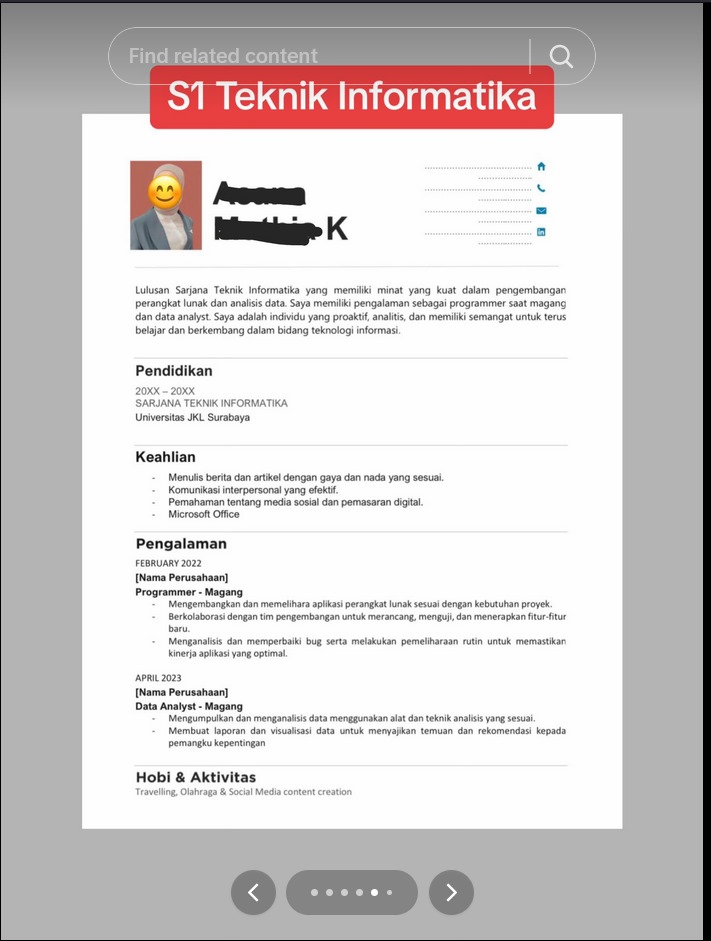 Find related content
S1 Teknik Informatika
K
Lulusan Sarjana Teknik Informatika yang memiliki minat yang kuat dalam pengembangan
perangkat lunak dan analisis data. Saya memiliki pengalaman sebagai programmer saat magang
dan data analyst. Saya adalah individu yang proaktif, analitis, dan memiliki semangat untuk terus
belajar dan berkembang dalam bidang teknologi informasi.
Pendidikan
20XX – 20XX
SARJANA TEKNIK INFORMATIKA
Universitas JKL Surabaya
Keahlian
- Menulis berita dan artikel dengan gaya dan nada yang sesuai.
- Komunikasi interpersonal yang efektif.
- Pemahaman tentang media sosial dan pemasaran digital.
- Microsoft Office
Pengalaman
FEBRUARY 2022
[Nama Perusahaan]
Programmer - Magang
- Mengembangkan dan memelihara aplikasi perangkat lunak sesuai dengan kebutuhan proyek.
- Berkolaborasi dengan tim pengembangan untuk merancang, menguji, dan menerapkan fitur-fitur
baru.
- Menganalisis dan memperbaiki bug serta melakukan pemeliharaan rutin untuk memastikan
kinerja aplikasi yang optimal.
APRIL 2023
[Nama Perusahaan]
Data Analyst - Magang
- Mengumpulkan dan menganalisis data menggunakan alat dan teknik analisis yang sesuai.
- Membuat laporan dan visualisasi data untuk menyajikan temuan dan rekomendasi kepada
pemangku kepentingan
Hobi & Aktivitas
Travelling, Olahraga & Social Media content creation